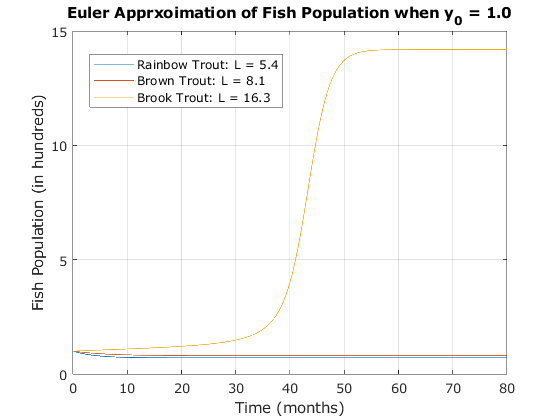 Euler Apprxoimation of Fish Population when y0 = 1.0
15
Rainbow Trout: L = 5.4
Brown Trout: L = 8.1
Brook Trout: L = 16.3
10
5
0
Fish Population (in hundreds)
0 10 20 30 40 50 60 70 80
Time (months)